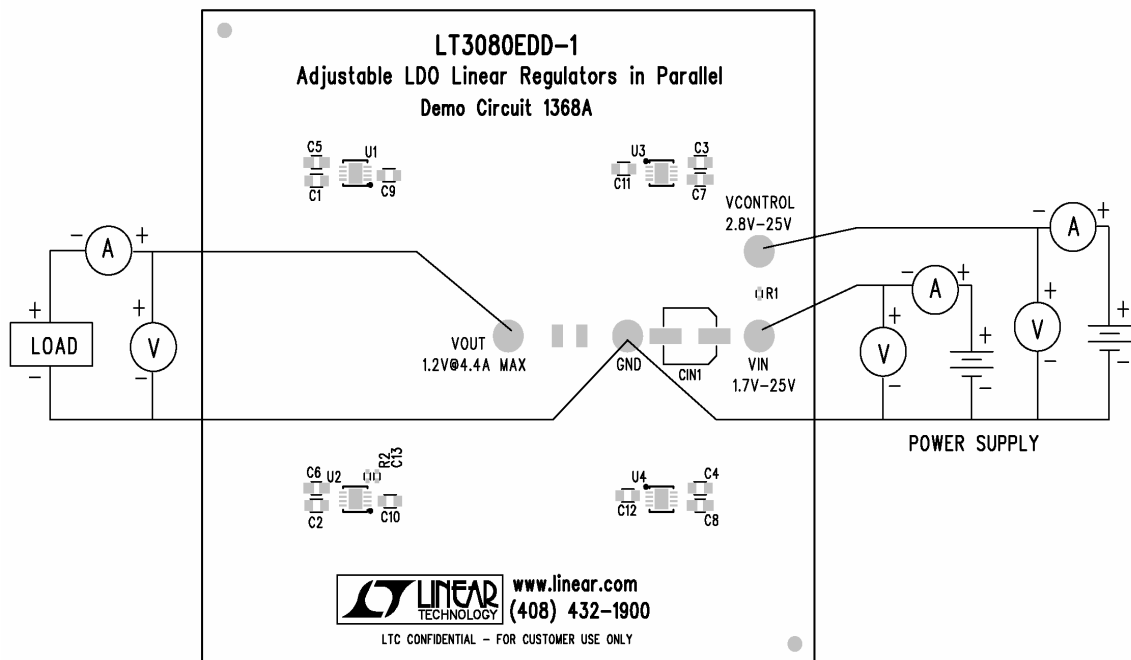 LT3080EDD-1
Adjustable LDO Linear Regulators in Parallel
Demo Circuit 1368A
C5
U1
C1
C9
U3
C3
C11
C7
VCONTROL
2.8V-25V
- A +
- A +
- A +
+
LOAD
-
+
V
-
VOUT
1.2V@4.4A MAX
GND
CIN1
R1
VIN
1.7V-25V
+
V
-
+
-
+
V
-
+
-
POWER SUPPLY
C6
U2
R2
C13
C2
C10
U4
C4
C12
C8
LINEAR
TECHNOLOGY
www.linear.com
(408) 432-1900
LTC CONFIDENTIAL - FOR CUSTOMER USE ONLY